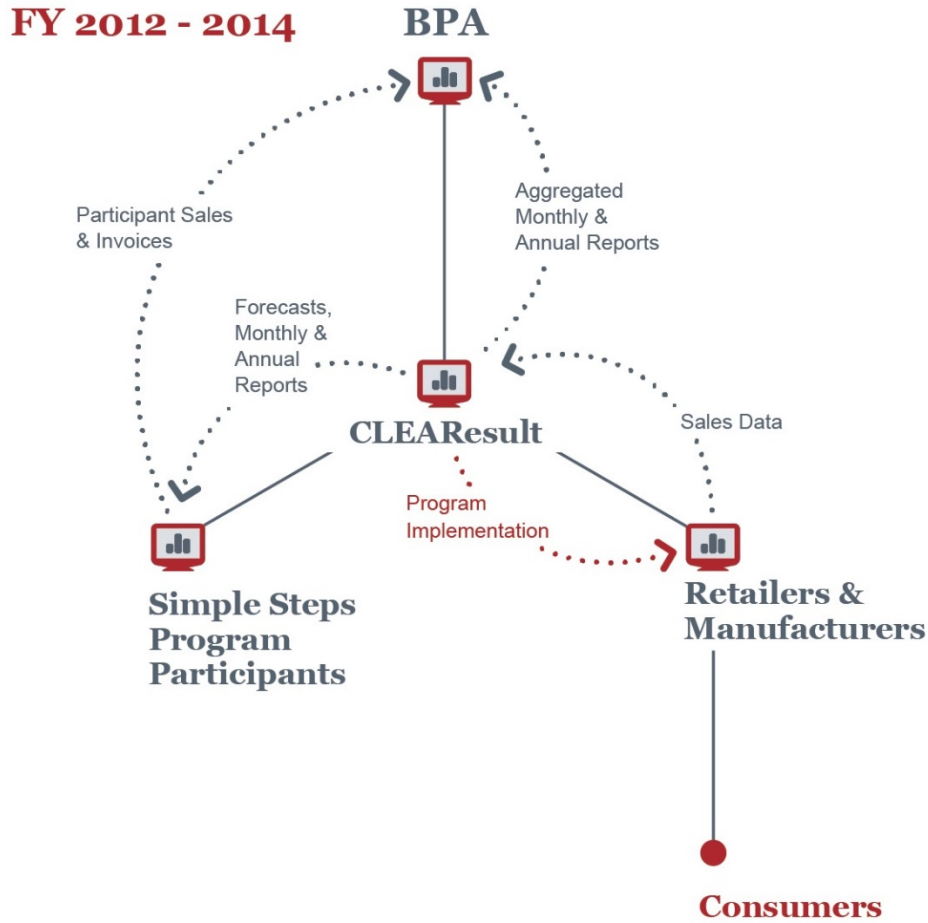 FY 2012 - 2014
BPA
Participant Sales
& Invoices
Aggregated
Monthly &
Annual Reports
Forecasts,
Monthly &
Annual
Reports
CLEAResult
Sales Data
Program
Implementation
Simple Steps
Program
Participants
Retailers &
Manufacturers
Consumers